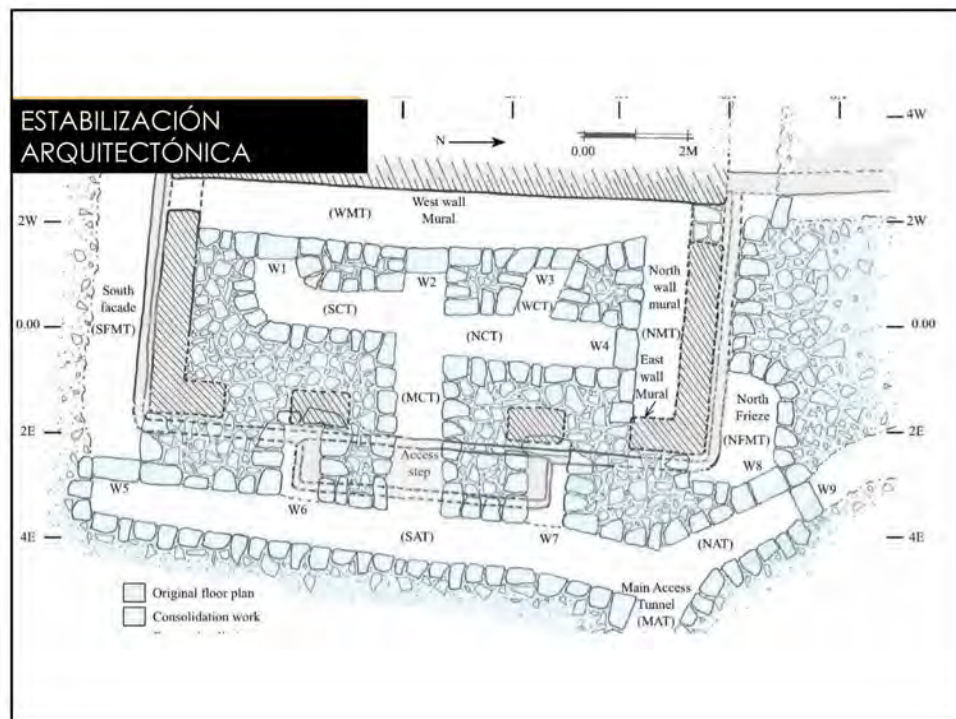 ESTABILIZACIÓN
ARQUITECTÓNICA
N
0.00 2M
4W
4W
2W
2W
0.00
0.00
2E
2E
4E
4E
(WMT)
West wall
Mural
W1
W2
W3
(WCT)
South
facade
(SFMT)
(SCT)
(NCT)
W4
North
wall
mural
(NMT)
East
wall
Mural
(MCT)
North
Frieze
(NFMT)
Access
step
W5
W6
W7
W8
W9
(SAT)
(NAT)
Main Access
Tunnel
(MAT)
Original floor plan
Consolidation work